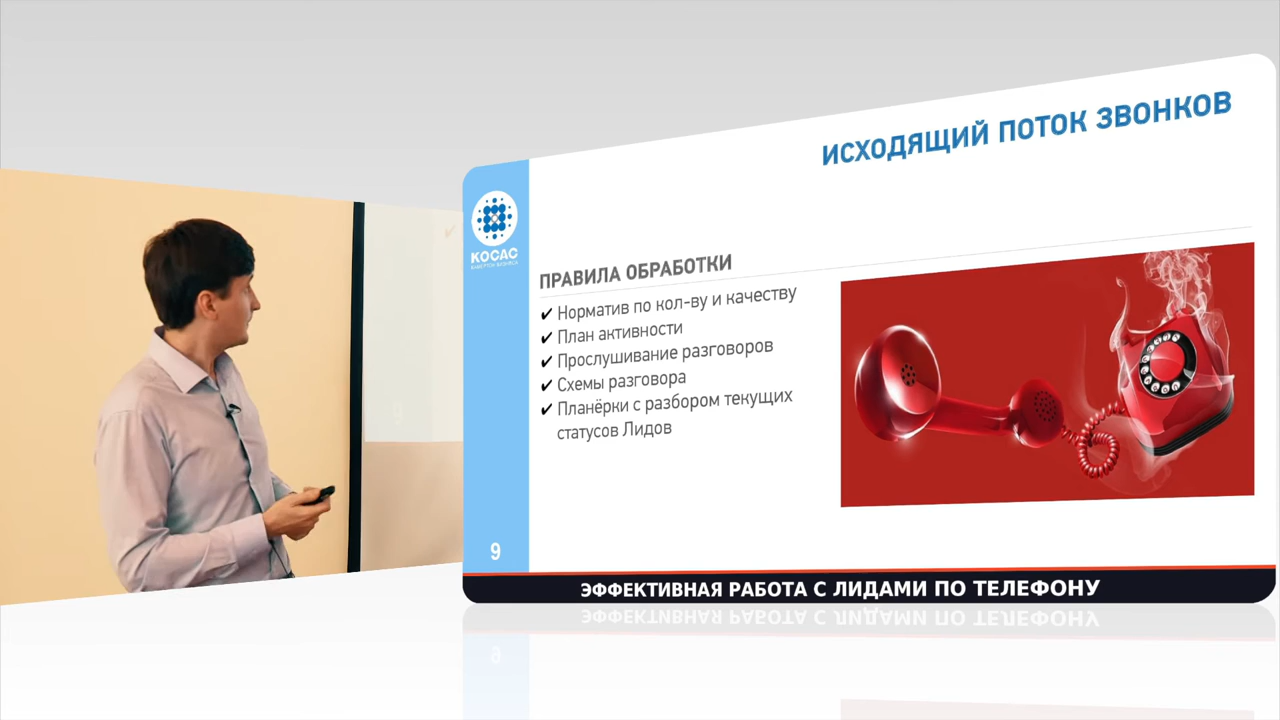 ИСХОДЯЩИЙ ПОТОК ЗВОНКОВ
КОСАС
ПРАВИЛА ОБРАБОТКИ
✔ Норматив по кол-ву и качеству
✔ План активности
✔ Прослушивание разговоров
✔ Схемы разговора
✔ Планёрки с разбором текущих
статусов Лидов
9
ЭФФЕКТИВНАЯ РАБОТА С ЛИДАМИ ПО ТЕЛЕФОНУ